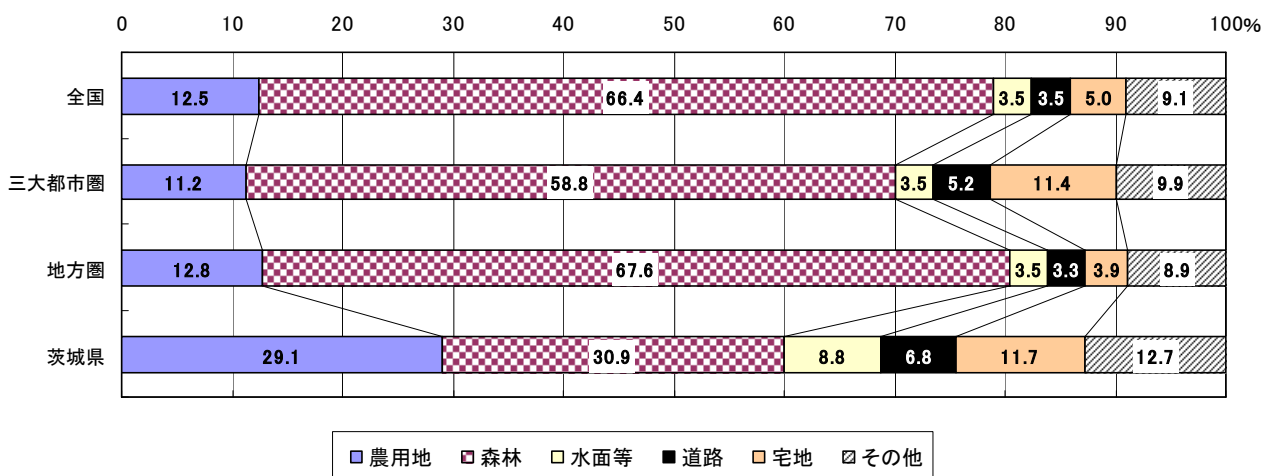 0 10 20 30 40 50 60 70 80 90 100%
全国 12.5 66.4 3.5 3.5 5.0 9.1
三大都市圏 11.2 58.8 3.5 5.2 11.4 9.9
地方圏 12.8 67.6 3.5 3.3 3.9 8.9
茨城県 29.1 30.9 8.8 6.8 11.7 12.7
農用地 森林 水面等 道路 宅地 その他